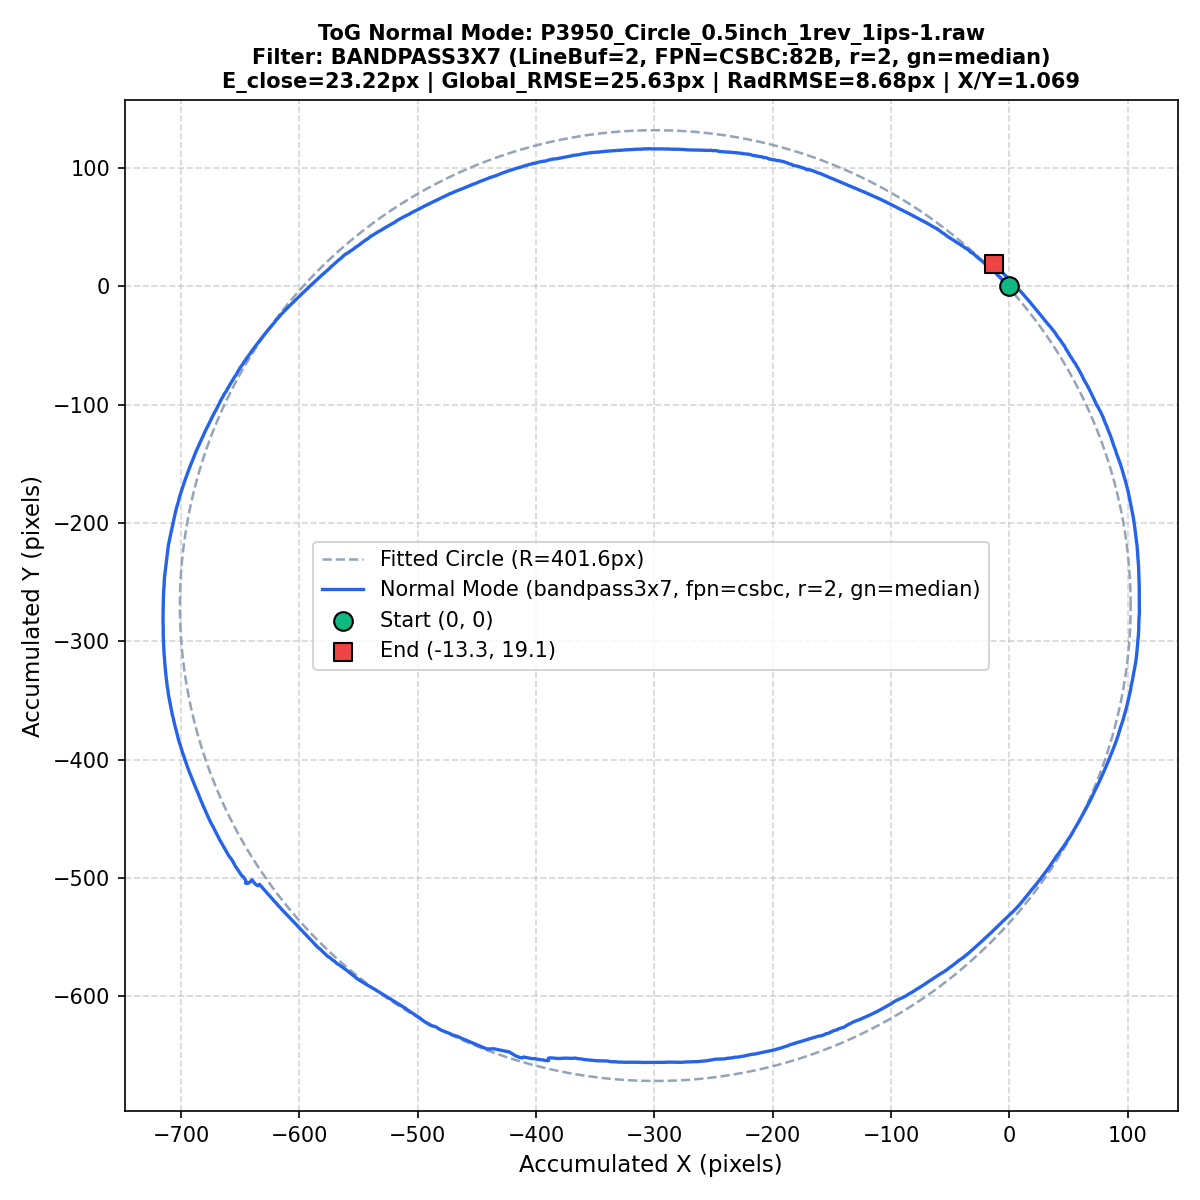 ToG Normal Mode: P3950_Circle_0.5inch_1rev_1ips-1.raw
Filter: BANDPASS3X7 (LineBuf=2, FPN=CSBC:82B, r=2, gn=median)
E_close=23.22px | Global_RMSE=25.63px | RadRMSE=8.68px | X/Y=1.069
Accumulated Y (pixels)
100
0
−100
−200
−300
−400
−500
−600
Fitted Circle (R=401.6px)
Normal Mode (bandpass3x7, fpn=csbc, r=2, gn=median)
Start (0, 0)
End (-13.3, 19.1)
−700 −600 −500 −400 −300 −200 −100 0 100
Accumulated X (pixels)